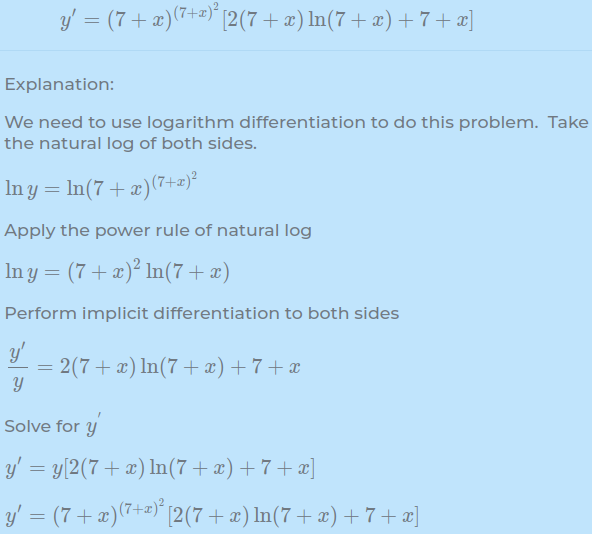 y′ = (7 + x)^{(7+x)^2} [2(7 + x) ln(7 + x) + 7 + x]
Explanation:
We need to use logarithm differentiation to do this problem. Take
the natural log of both sides.
ln y = ln(7 + x)^{(7+x)^2}
Apply the power rule of natural log
ln y = (7 + x)^2 ln(7 + x)
Perform implicit differentiation to both sides
y′/y = 2(7 + x) ln(7 + x) + 7 + x
Solve for y′
y′ = y[2(7 + x) ln(7 + x) + 7 + x]
y′ = (7 + x)^{(7+x)^2} [2(7 + x) ln(7 + x) + 7 + x]